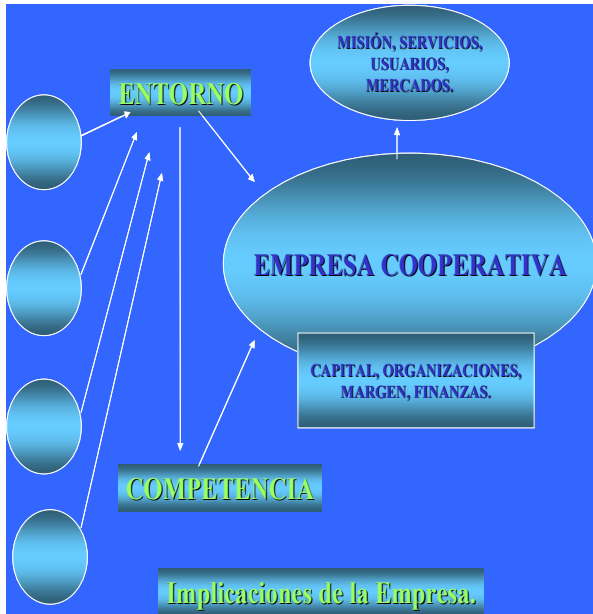 MISIÓN, SERVICIOS,
USUARIOS,
MERCADOS.
ENTORNO
EMPRESA COOPERATIVA
CAPITAL, ORGANIZACIONES,
MARGEN, FINANZAS.
COMPETENCIA
Implicaciones de la Empresa.